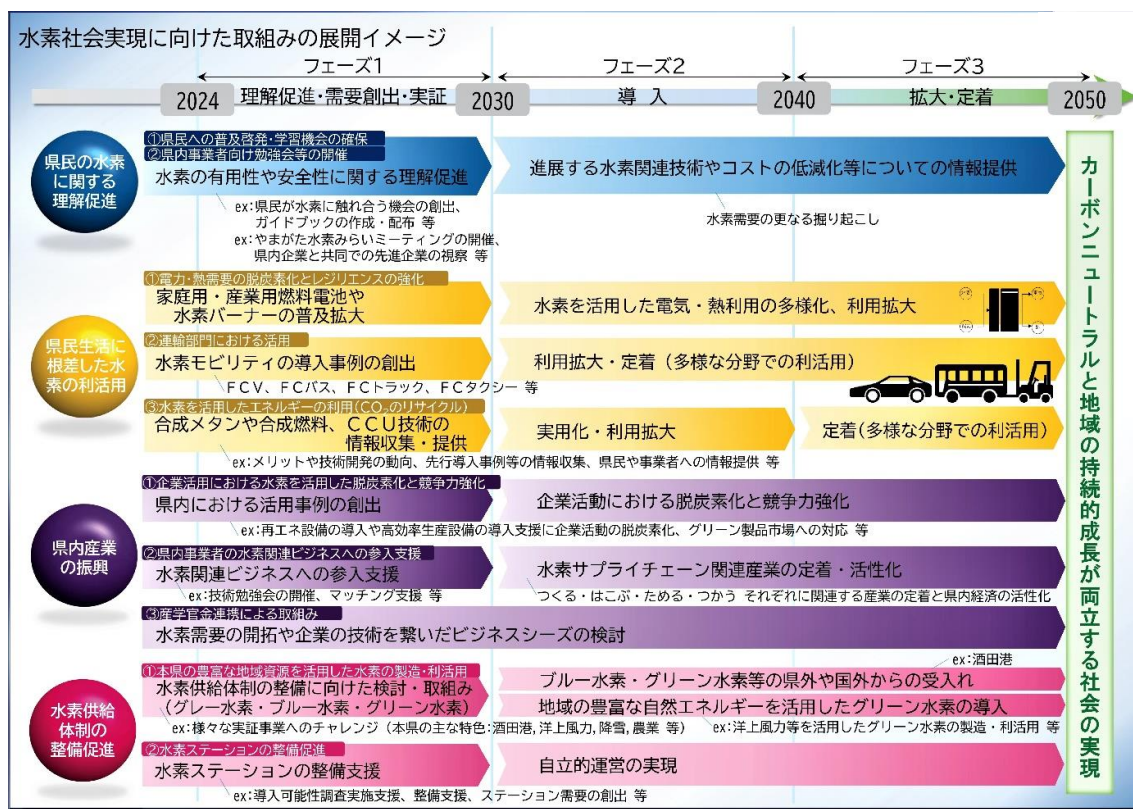 水素社会実現に向けた取組みの展開イメージ
フェーズ1
フェーズ2
フェーズ3
2024
理解促進・需要創出・実証
2030
導 入
2040
拡大・定着
2050
県民の水素
に関する
理解促進
①県民への普及啓発・学習機会の確保
②県内事業者向け勉強会等の開催
水素の有用性や安全性に関する理解促進
ex：県民が水素に触れ合う機会の創出、
ガイドブックの作成・配布 等
ex：やまがた水素みらいミーティングの開催、
県内企業と共同での先進企業の視察 等
進展する水素関連技術やコストの低減化等についての情報提供
水素需要の更なる掘り起こし
県民生活に
根差した水
素の利活用
①電力・熱需要の脱炭素化とレジリエンスの強化
家庭用・産業用燃料電池や
水素バーナーの普及拡大
水素を活用した電気・熱利用の多様化、利用拡大
②運輸部門における活用
水素モビリティの導入事例の創出
ＦＣＶ、ＦＣバス、ＦＣトラック、ＦＣタクシー 等
利用拡大・定着（多様な分野での利活用）
③水素を活用したエネルギーの利用(CO₂のリサイクル)
合成メタンや合成燃料、ＣＣＵ技術の
情報収集・提供
ex：メリットや技術開発の動向、先行導入事例等の情報収集、県民や事業者への情報提供 等
実用化・利用拡大
定着（多様な分野での利活用）
県内産業
の振興
①企業活用における水素を活用した脱炭素化と競争力強化
県内における活用事例の創出
ex：再エネ設備の導入や高効率生産設備の導入支援に企業活動の脱炭素化、グリーン製品市場への対応 等
企業活動における脱炭素化と競争力強化
②県内事業者の水素関連ビジネスへの参入支援
水素関連ビジネスへの参入支援
ex：技術勉強会の開催、マッチング支援 等
水素サプライチェーン関連産業の定着・活性化
つくる・はこぶ・ためる・つかう それぞれに関連する産業の定着と県内経済の活性化
③産学官金連携による取組み
水素需要の開拓や企業の技術を繋いだビジネスシーズの検討
水素供給
体制の
整備促進
①本県の豊富な地域資源を活用した水素の製造・利活用
水素供給体制の整備に向けた検討・取組み
(グレー水素・ブルー水素・グリーン水素)
ex：様々な実証事業へのチャレンジ（本県の主な特色：酒田港，洋上風力，降雪，農業 等）
ex：酒田港
ブルー水素・グリーン水素等の県外や国外からの受入れ
地域の豊富な自然エネルギーを活用したグリーン水素の導入
ex：洋上風力等を活用したグリーン水素の製造・利活用 等
②水素ステーションの整備促進
水素ステーションの整備支援
ex：導入可能性調査実施支援、整備支援、ステーション需要の創出 等
自立的運営の実現
カーボンニュートラルと地域の持続的成長が両立する社会の実現